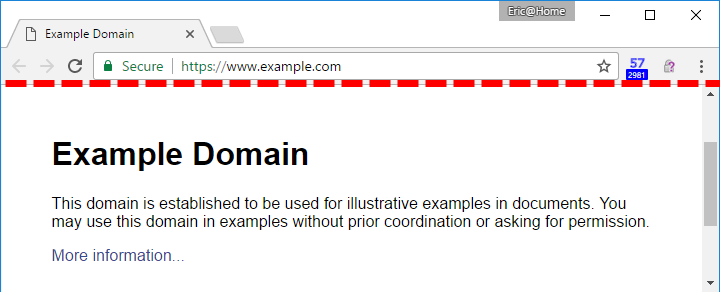 Eric@Home
Example Domain
Secure https://www.example.com 57
2981
Example Domain
This domain is established to be used for illustrative examples in documents. You
may use this domain in examples without prior coordination or asking for permission.
More information...